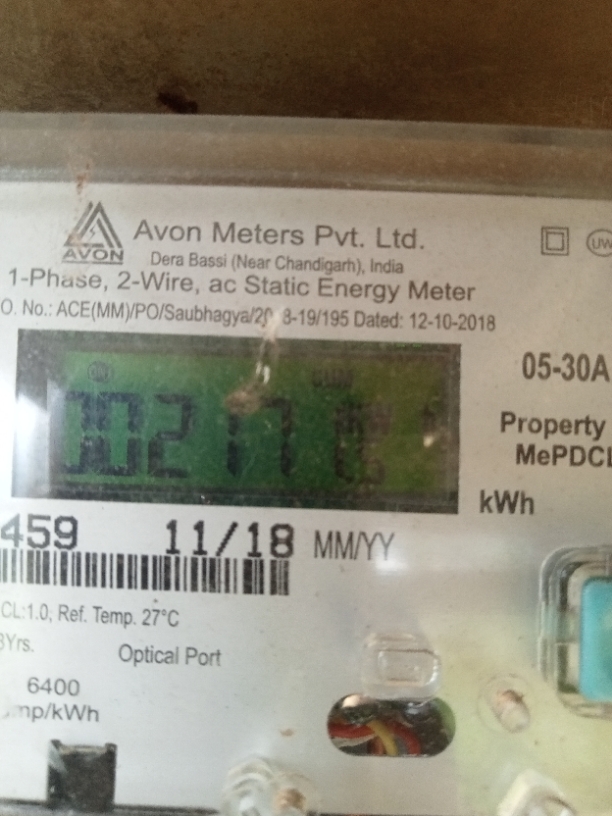 Avon Meters Pvt. Ltd.
AVON
Dera Bassi (Near Chandigarh), India
1-Phase, 2-Wire, ac Static Energy Meter
O. No.: ACE(MM)/PO/Saubhagya/20 8-19/195 Dated: 12-10-2018
05-30A
Property
MePDCL
kWh
459 11/18 MM/YY
CL:1.0; Ref. Temp. 27°C
3Yrs.
Optical Port
6400
mp/kWh